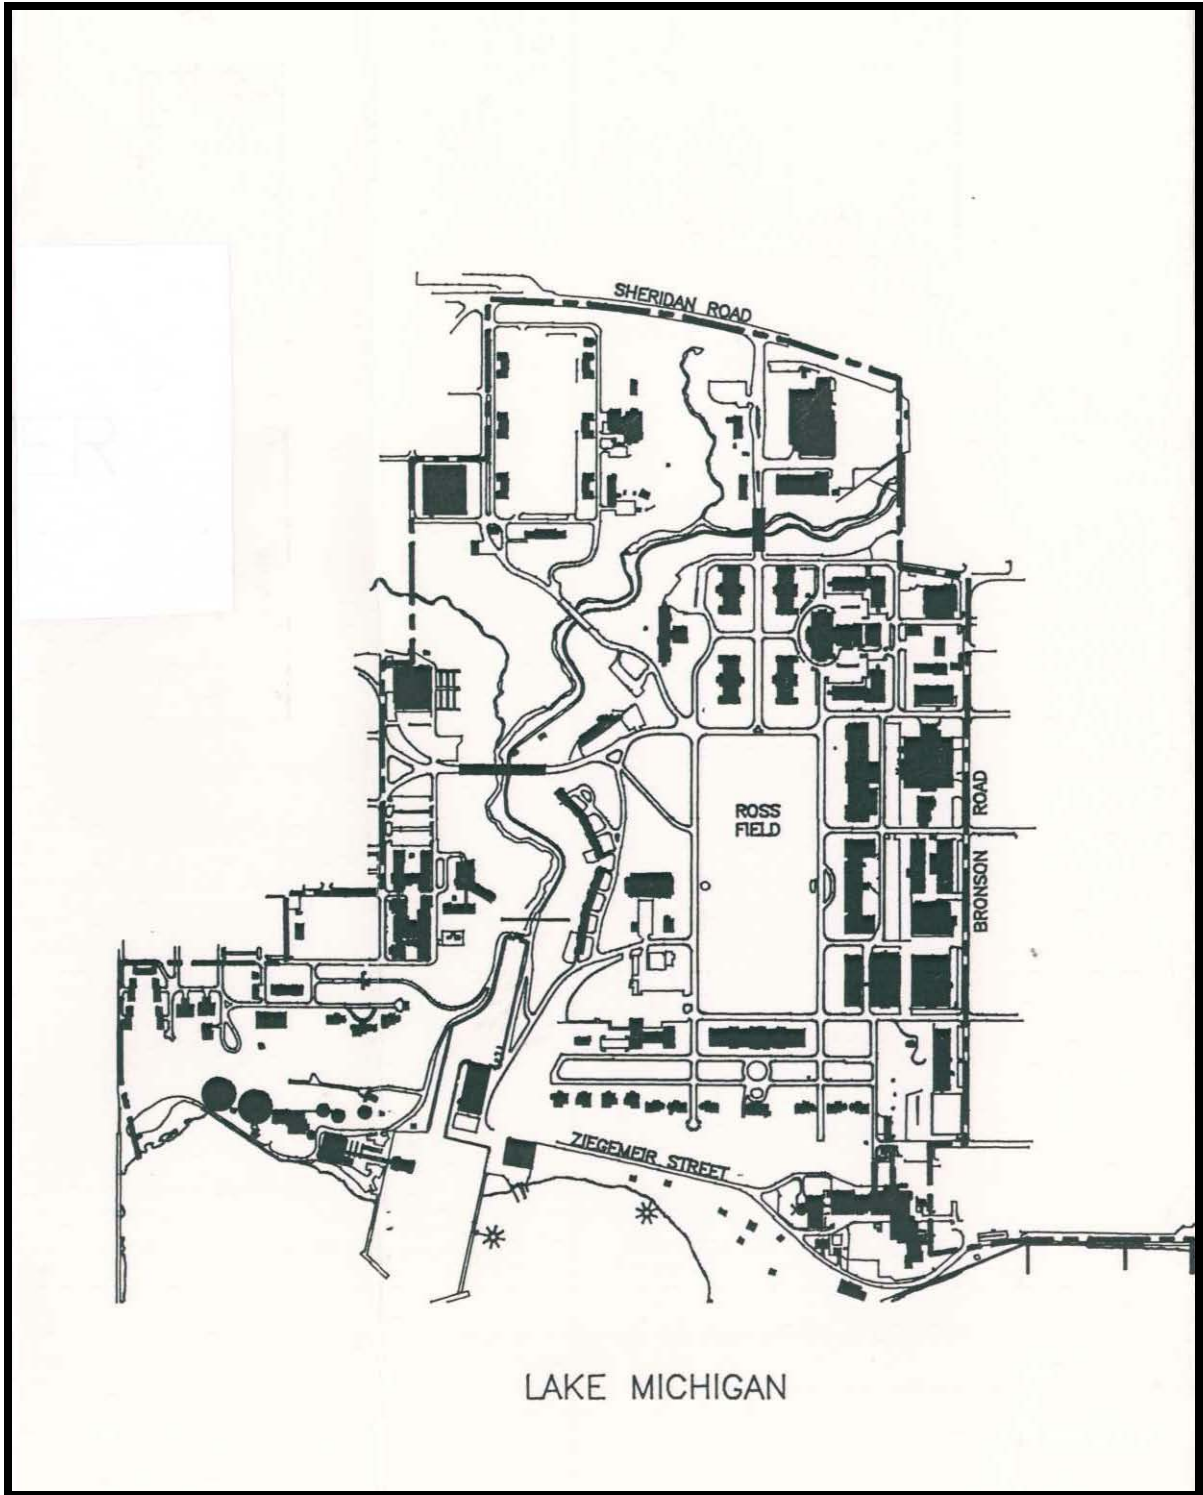 SHERIDAN ROAD
ROSS
FIELD
BRONSON ROAD
ZIEGEMEIR STREET
LAKE MICHIGAN